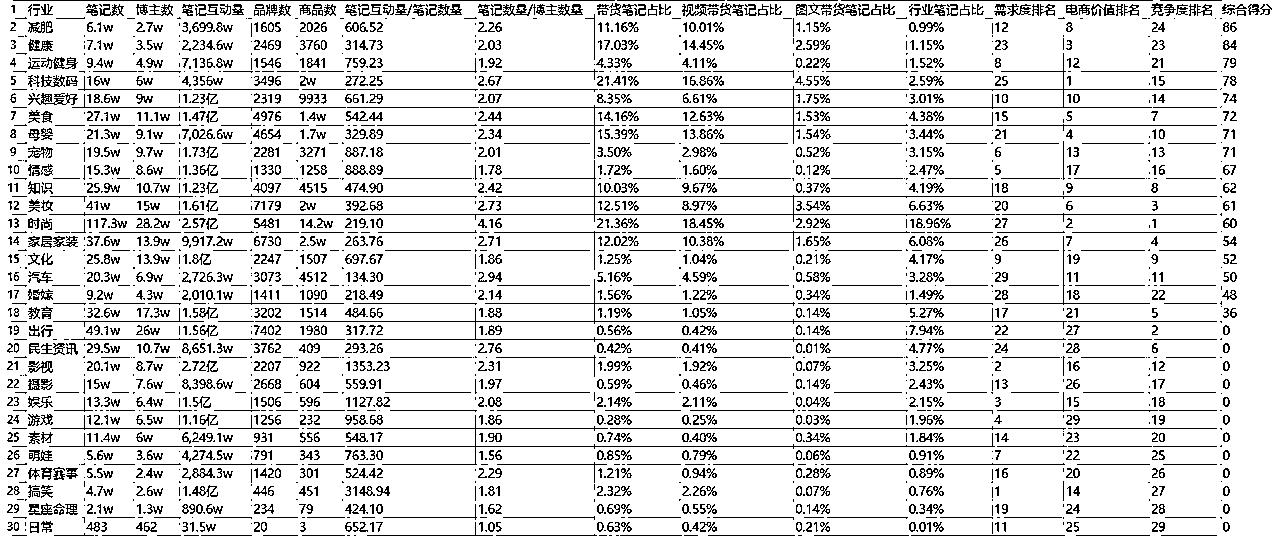 1 行业 笔记数 博主数 笔记互动量 品牌数 商品数 笔记互动量/笔记数量 笔记数量/博主数量 带货笔记占比 视频带货笔记占比 图文带货笔记占比 行业笔记占比 需求度排名 电商价值排名 竞争度排名 综合得分
2 减肥 6.1w 2.7w 3,699.8w 1605 2026 606.52 2.26 11.16% 10.01% 1.15% 0.99% 12 8 24 86
3 健康 7.1w 3.5w 2,234.6w 2469 3760 314.73 2.03 17.03% 14.45% 2.59% 1.15% 23 3 23 84
4 运动健身 9.4w 4.9w 7,136.8w 1546 1841 759.23 1.92 4.33% 4.11% 0.22% 1.52% 8 12 21 79
5 科技数码 16w 6w 4,356w 3496 2w 272.25 2.67 21.41% 16.86% 4.55% 2.59% 25 1 15 78
6 兴趣爱好 18.6w 9w 1.23亿 2319 9933 661.29 2.07 8.35% 6.61% 1.75% 3.01% 10 10 14 74
7 美食 27.1w 11.1w 1.47亿 4976 1.4w 542.44 2.44 14.16% 12.63% 1.53% 4.38% 15 5 7 72
8 母婴 21.3w 9.1w 7,026.6w 4654 1.7w 329.89 2.34 15.39% 13.86% 1.54% 3.44% 21 4 10 71
9 宠物 19.5w 9.7w 1.73亿 2281 3271 887.18 2.01 3.50% 2.98% 0.52% 3.15% 6 13 13 71
10 情感 15.3w 8.6w 1.36亿 1330 1258 888.89 1.78 1.72% 1.60% 0.12% 2.47% 5 17 16 67
11 知识 25.9w 10.7w 1.23亿 4097 4515 474.90 2.42 10.03% 9.67% 0.37% 4.19% 18 9 8 62
12 美妆 41w 15w 1.61亿 7179 2w 392.68 2.73 12.51% 8.97% 3.54% 6.63% 20 6 3 61
13 时尚 117.3w 28.2w 2.57亿 5481 14.2w 219.10 4.16 21.36% 18.45% 2.92% 18.96% 27 2 1 60
14 家居家装 37.6w 13.9w 9,917.2w 6730 2.5w 263.76 2.71 12.02% 10.38% 1.65% 6.08% 26 7 4 54
15 文化 25.8w 13.9w 1.8亿 2247 1507 697.67 1.86 1.25% 1.04% 0.21% 4.17% 9 19 9 52
16 汽车 20.3w 6.9w 2,726.3w 3073 4512 134.30 2.94 5.16% 4.59% 0.58% 3.28% 29 11 11 50
17 婚嫁 9.2w 4.3w 2,010.1w 1411 1090 218.49 2.14 1.56% 1.22% 0.34% 1.49% 28 18 22 48
18 教育 32.6w 17.3w 1.58亿 3202 1514 484.66 1.88 1.19% 1.05% 0.14% 5.27% 17 21 5 36
19 出行 49.1w 26w 1.56亿 7402 1980 317.72 1.89 0.56% 0.42% 0.14% 7.94% 22 27 2 0
20 民生资讯 29.5w 10.7w 8,651.3w 3762 409 293.26 2.76 0.42% 0.41% 0.01% 4.77% 24 28 6 0
21 影视 20.1w 8.7w 2.72亿 2207 922 1353.23 2.31 1.99% 1.92% 0.07% 3.25% 2 16 12 0
22 摄影 15w 7.6w 8,398.6w 2668 604 559.91 1.97 0.59% 0.46% 0.14% 2.43% 13 26 17 0
23 娱乐 13.3w 6.4w 1.5亿 1506 596 1127.82 2.08 2.14% 2.11% 0.04% 2.15% 3 15 18 0
24 游戏 12.1w 6.5w 1.16亿 1256 232 958.68 1.86 0.28% 0.25% 0.03% 1.96% 4 29 19 0
25 素材 11.4w 6w 6,249.1w 931 556 548.17 1.90 0.74% 0.40% 0.34% 1.84% 14 23 20 0
26 萌娃 5.6w 3.6w 4,274.5w 791 343 763.30 1.56 0.85% 0.79% 0.06% 0.91% 7 22 25 0
27 体育赛事 5.5w 2.4w 2,884.3w 1420 301 524.42 2.29 1.21% 0.94% 0.28% 0.89% 16 20 26 0
28 搞笑 4.7w 2.6w 1.48亿 446 451 3148.94 1.81 2.32% 2.26% 0.07% 0.76% 1 14 27 0
29 星座命理 2.1w 1.3w 890.6w 234 79 424.10 1.62 0.69% 0.55% 0.14% 0.34% 19 24 28 0
30 日常 483 462 31.5w 20 3 652.17 1.05 0.63% 0.42% 0.21% 0.01% 11 25 29 0